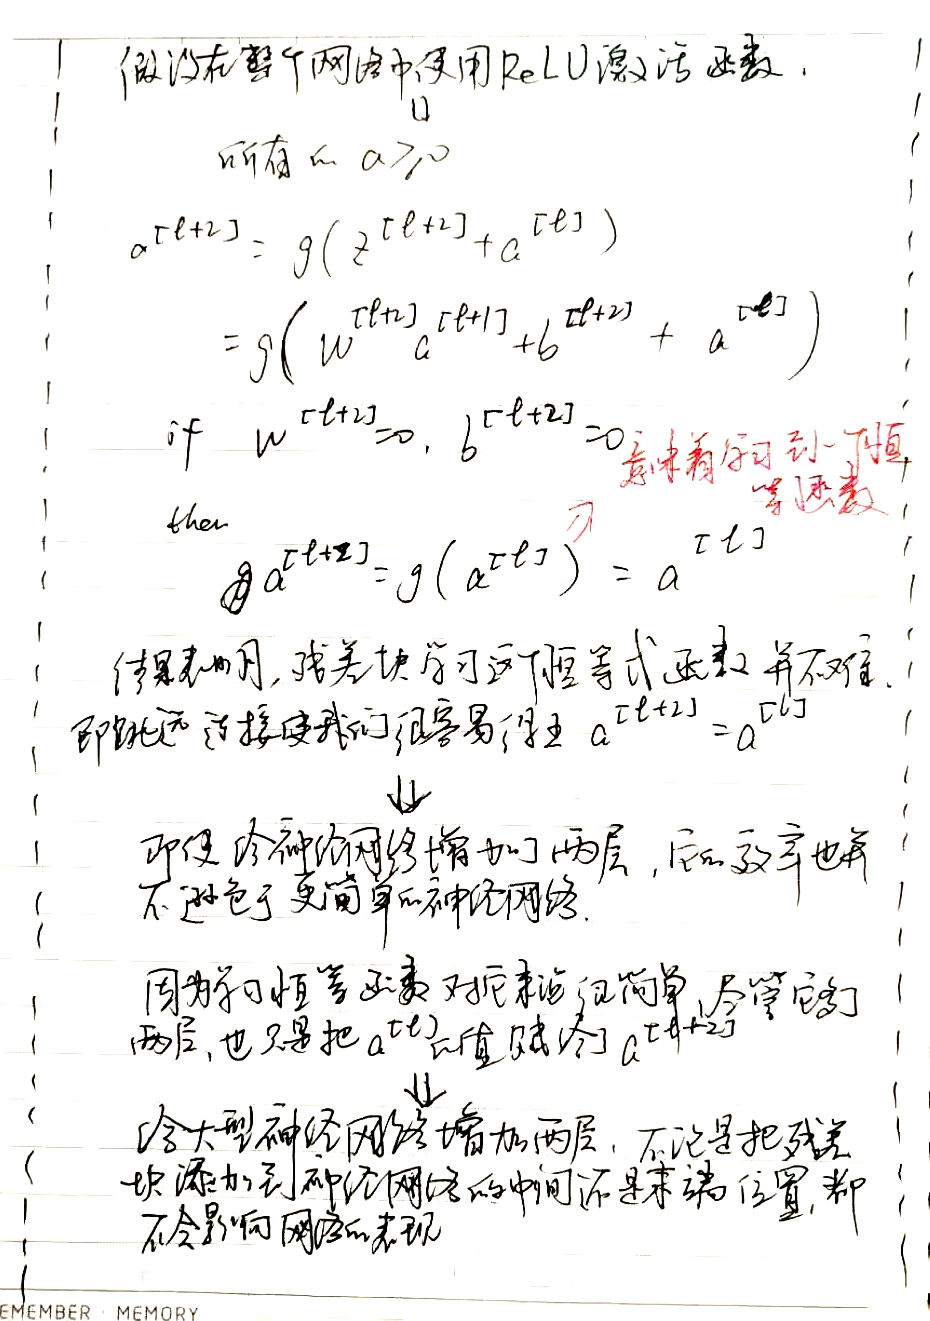 假设在整个网络中使用ReLU激活函数.
⇓
所有的 a≥0
a^[l+2] = g(z^[l+2] + a^[l])
= g(W^[l+2] a^[l+1] + b^[l+2] + a^[l])
if W^[l+2]=0, b^[l+2]=0
意味着学习到一个恒
等函数
then
a^[l+2] = g(a^[l]) = a^[l]
结果表明,残差块学习这个恒等式函数并不难.
即跳远连接使我们很容易得出 a^[l+2] = a^[l]
⇓
即使给神经网络增加了两层,它的效率也并
不逊色于更简单的神经网络.
因为学习恒等函数对它来说很简单,尽管它多了
两层,也只是把a^[l]的值赋给了a^[l+2]
⇓
给大型神经网络增加两层,不论是把残差
块添加到神经网络的中间还是末端位置,都
不会影响网络的表现
EMEMBER · MEMORY